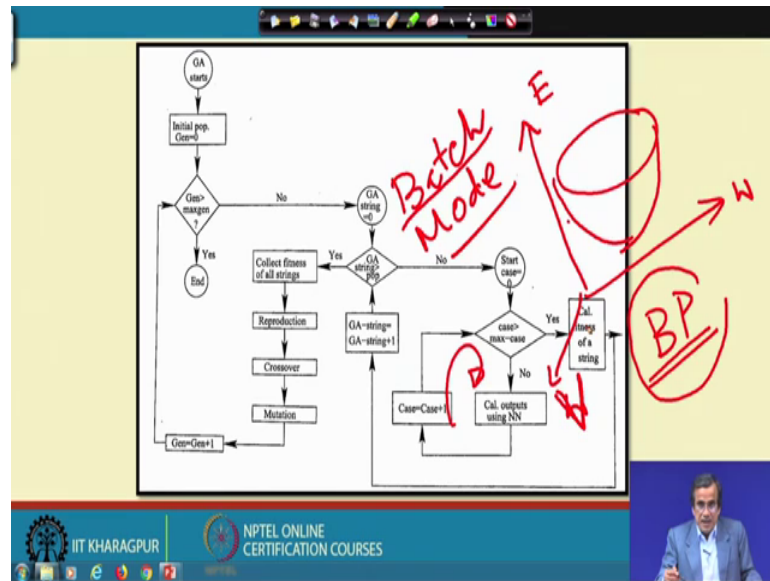 GA
starts
Initial pop.
Gen=0
Gen>
maxgen
?
No
Yes
End
GA
string
=0
GA
string>
pop
Yes
No
Collect fitness
of all strings
Reproduction
Crossover
Mutation
Gen=Gen+1
GA-string=
GA-string+1
Start
case=
0
case>
max-case
Yes
No
Cal.
fitness
of a
string
Case=Case+1
Cal. outputs
using NN
Batch
Mode
E
W
BP
IIT KHARAGPUR
NPTEL ONLINE
CERTIFICATION COURSES